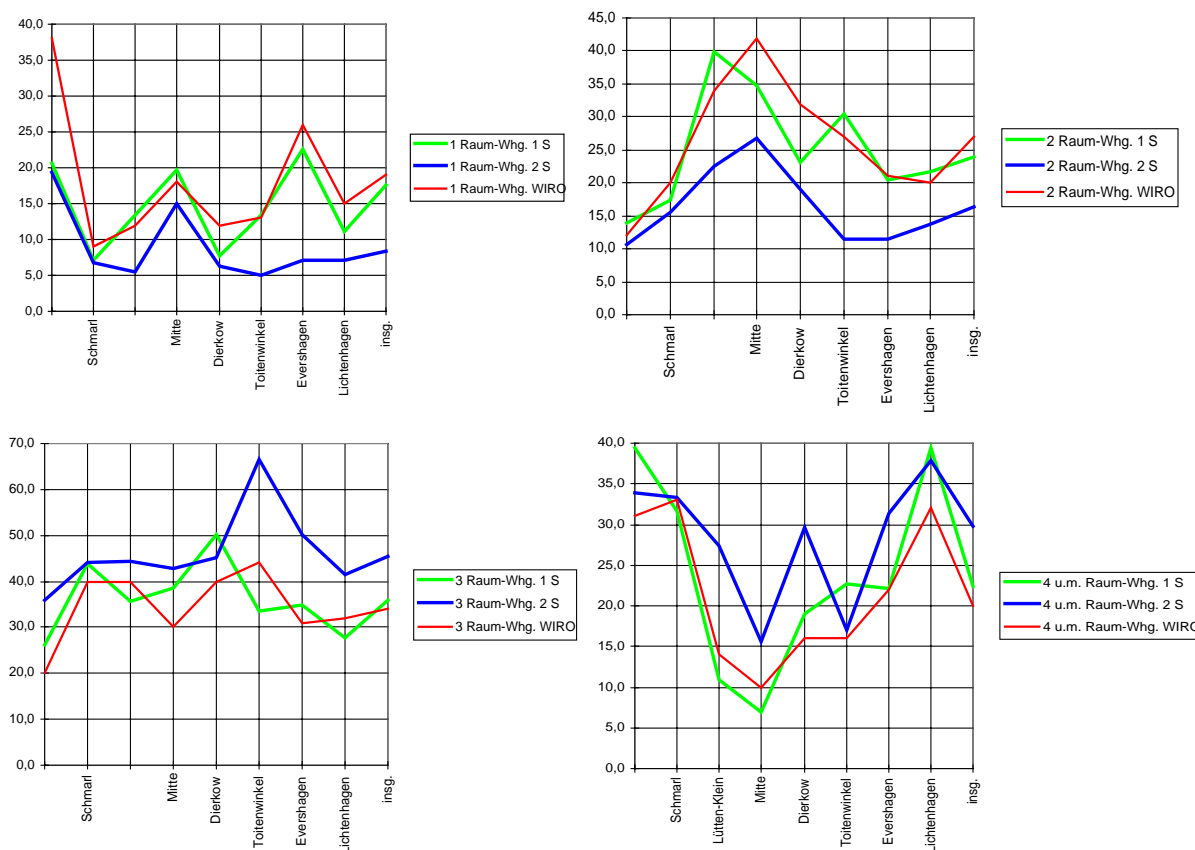 40,0
35,0
30,0
25,0
20,0
15,0
10,0
5,0
0,0
Schmarl
Mitte
Dierkow
Toitenwinkel
Evershagen
Lichtenhagen
insg.
1 Raum-Whg. 1 S
1 Raum-Whg. 2 S
1 Raum-Whg. WIRO
45,0
40,0
35,0
30,0
25,0
20,0
15,0
10,0
5,0
0,0
Schmarl
Mitte
Dierkow
Toitenwinkel
Evershagen
Lichtenhagen
insg.
2 Raum-Whg. 1 S
2 Raum-Whg. 2 S
2 Raum-Whg. WIRO
70,0
60,0
50,0
40,0
30,0
20,0
10,0
0,0
Schmarl
Mitte
Dierkow
Toitenwinkel
Evershagen
Lichtenhagen
insg.
3 Raum-Whg. 1 S
3 Raum-Whg. 2 S
3 Raum-Whg. WIRO
40,0
35,0
30,0
25,0
20,0
15,0
10,0
5,0
0,0
Schmarl
Lütten-Klein
Mitte
Dierkow
Toitenwinkel
Evershagen
Lichtenhagen
insg.
4 u.m. Raum-Whg. 1 S
4 u.m. Raum-Whg. 2 S
4 u.m. Raum-Whg. WIRO